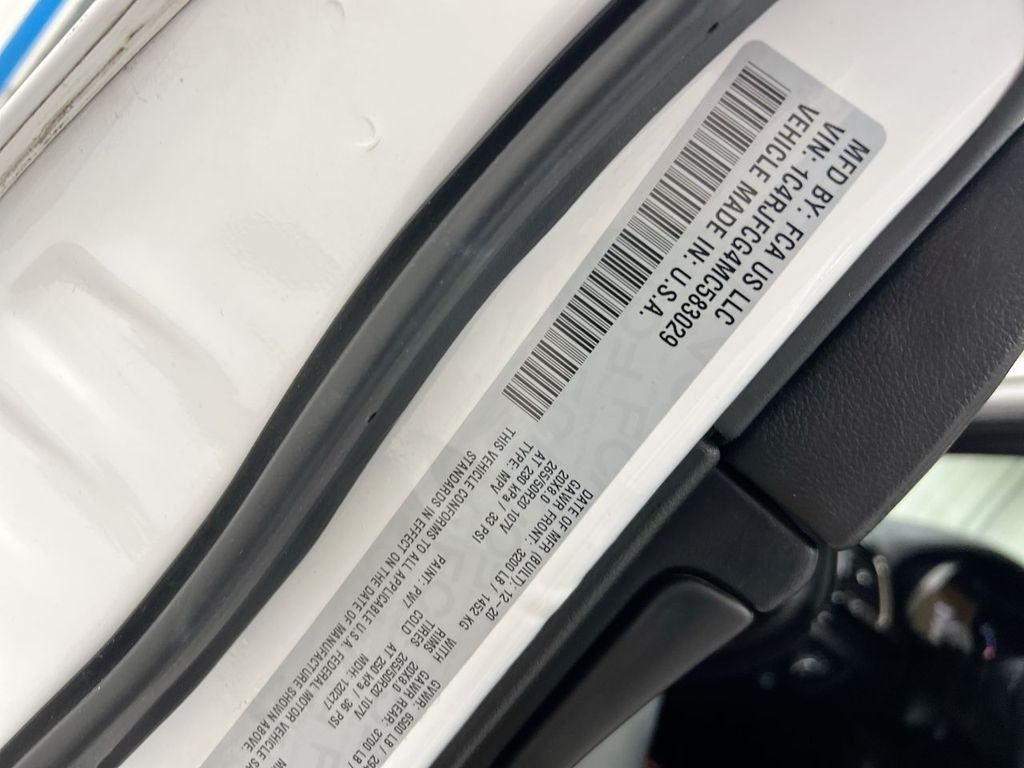 MFD BY: FCA US LLC
VIN: 1C4RJFCG4MC583029
VEHICLE MADE IN: U.S.A.
DATE OF MFR (BUILT): 12-20 GVWR: 6500 LB /
GAWR FRONT: 3200 LB / 1452 KG GAWR REAR: 3700 LB /
20X8.0 WITH RIMS 20X8.0
265/50R20 107V TIRES 265/50R20 107V
AT 230 kPa / 33 PSI COLD AT 250 kPa / 36 PSI
TYPE: MPV PAINT: PW7 MDH: 120217
THIS VEHICLE CONFORMS TO ALL APPLICABLE U.S.A. FEDERAL MOTOR VEHICLE
STANDARDS IN EFFECT ON THE DATE OF MANUFACTURE SHOWN ABOVE